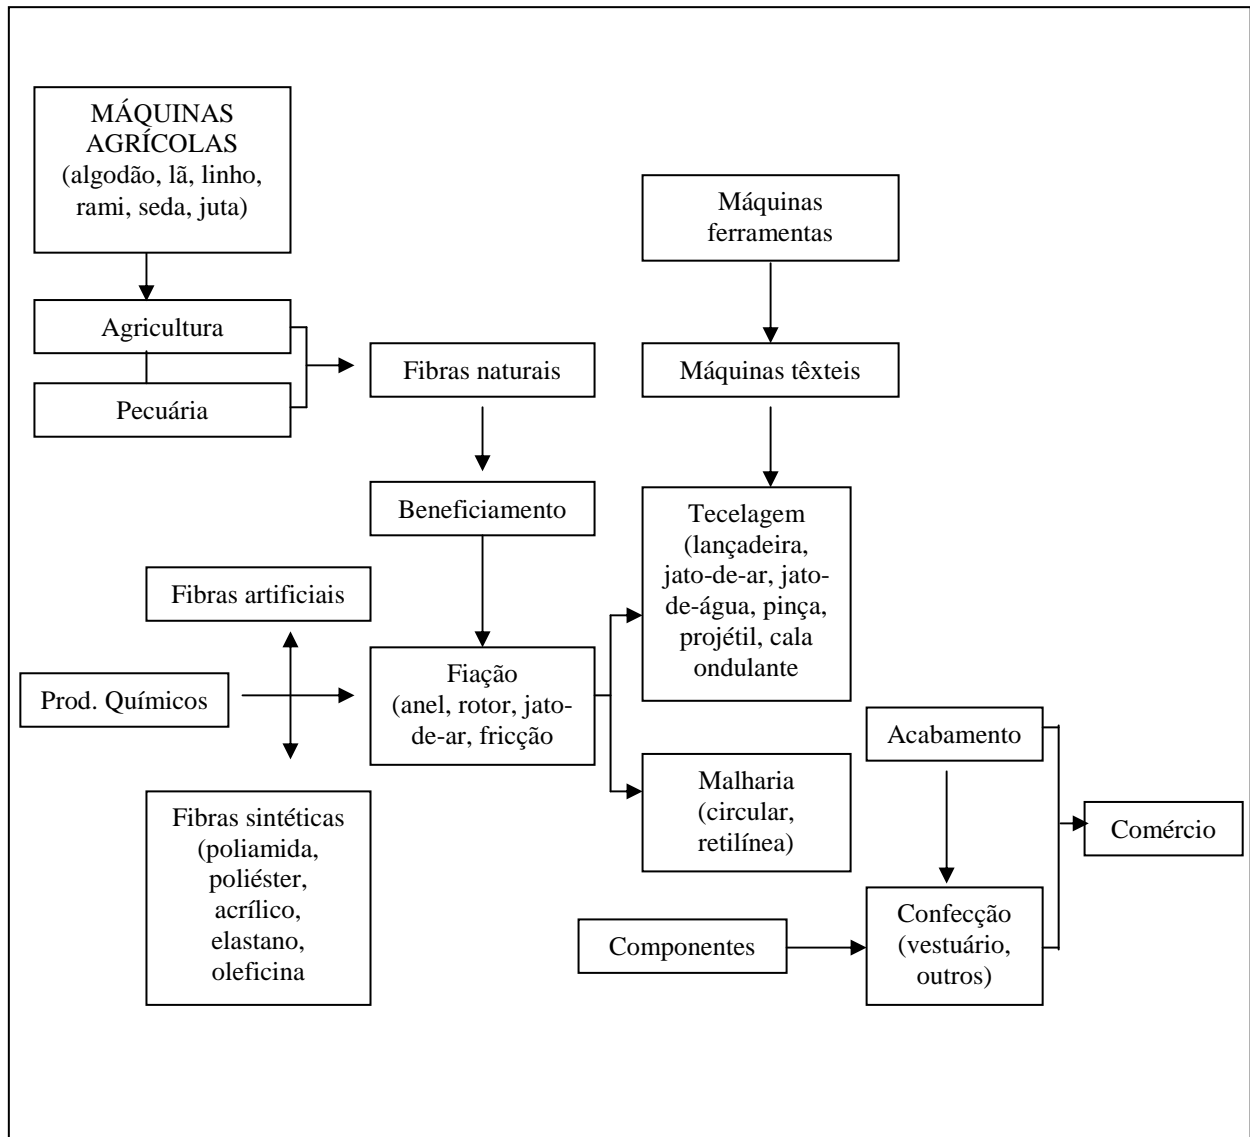 MÁQUINAS
AGRÍCOLAS
(algodão, lã, linho,
rami, seda, juta)
Máquinas
ferramentas
Agricultura
Fibras naturais
Máquinas têxteis
Pecuária
Beneficiamento
Tecelagem
(lançadeira,
jato-de-ar, jato-
de-água, pinça,
projétil, cala
ondulante
Fibras artificiais
Prod. Químicos
Fiação
(anel, rotor, jato-
de-ar, fricção
Acabamento
Malharia
(circular,
retilínea)
Comércio
Fibras sintéticas
(poliamida,
poliéster,
acrílico,
elastano,
oleficina
Componentes
Confecção
(vestuário,
outros)